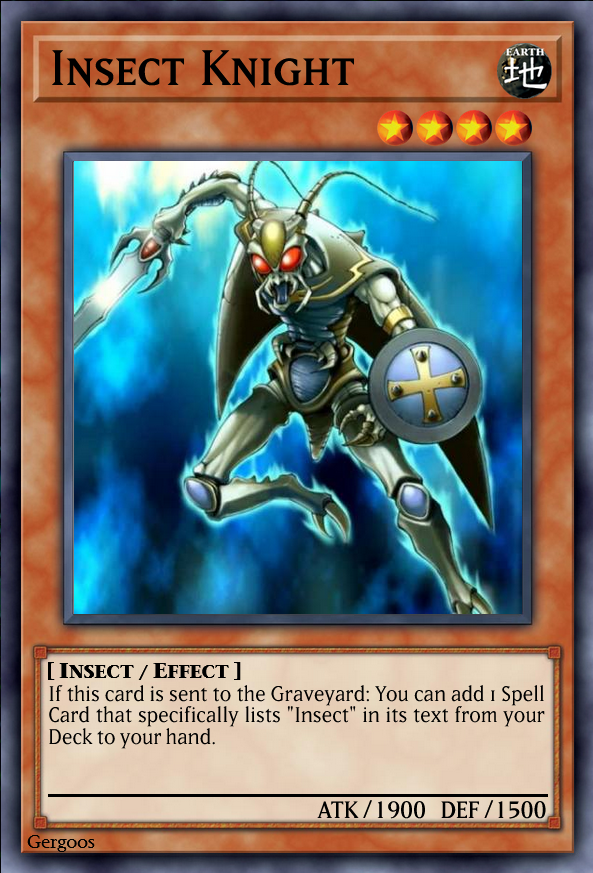 Insect Knight
EARTH
地
[ Insect / Effect ]
If this card is sent to the Graveyard: You can add 1 Spell
Card that specifically lists "Insect" in its text from your
Deck to your hand.
ATK / 1900 DEF / 1500
Gergoos